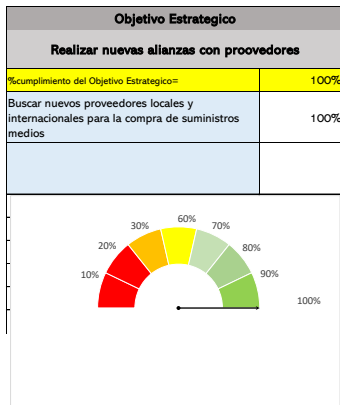 Objetivo Estrategico
Realizar nuevas alianzas con proovedores
%cumplimiento del Objetivo Estrategico= 100%
Buscar nuevos proveedores locales y
internacionales para la compra de suministros 100%
medios
60%
30% 70%
20% 80%
10% 90%
100%